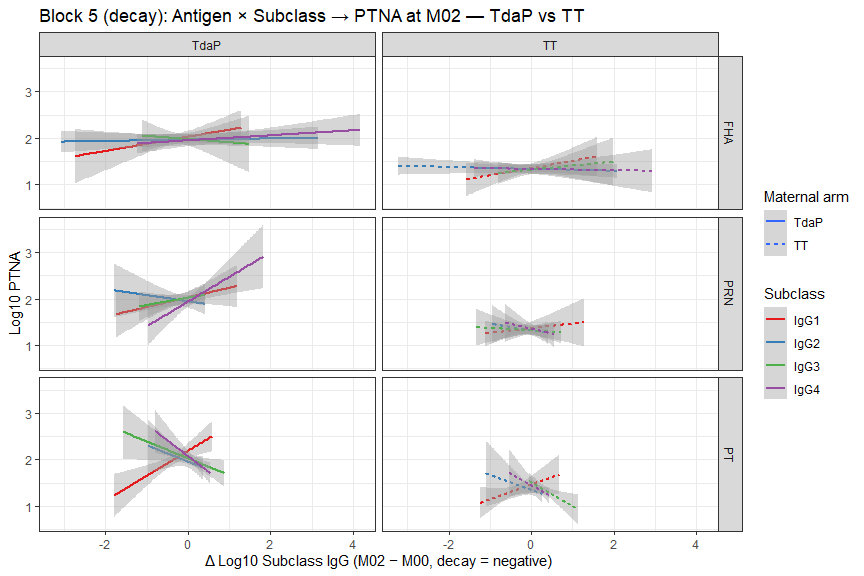 Block 5 (decay): Antigen × Subclass → PTNA at M02 — TdaP vs TT
TdaP
TT
3
2
1
FHA
3
2
1
PRN
3
2
1
PT
Log10 PTNA
-2
0
2
4
-2
0
2
4
Δ Log10 Subclass IgG (M02 − M00, decay = negative)
Maternal arm
TdaP
TT
Subclass
IgG1
IgG2
IgG3
IgG4